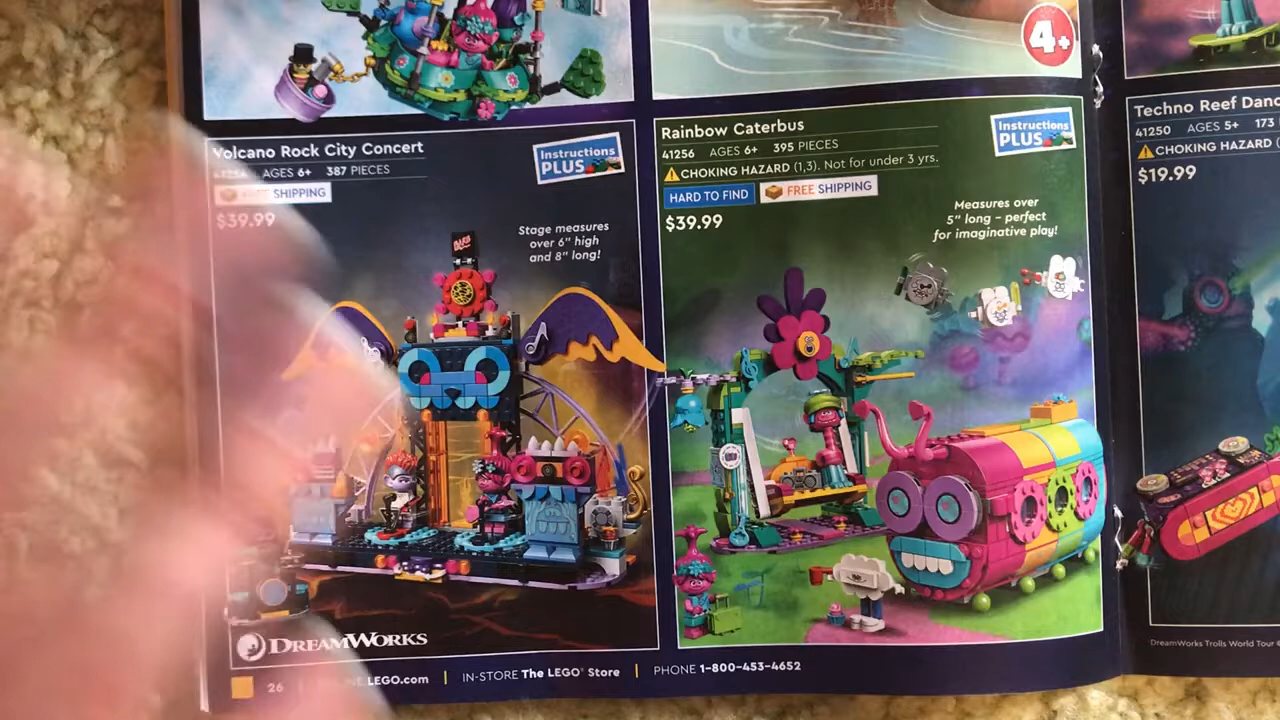 4+
Volcano Rock City Concert
AGES 6+ 387 PIECES
SHIPPING
$39.99
Instructions
PLUS
Stage measures
over 6" high
and 8" long!
DREAMWORKS
Rainbow Caterbus
41256 AGES 6+ 395 PIECES
CHOKING HAZARD (1,3). Not for under 3 yrs.
HARD TO FIND FREE SHIPPING
$39.99
Instructions
PLUS
Measures over
5" long – perfect
for imaginative play!
Techno Reef Danc
41250 AGES 5+ 173
CHOKING HAZARD (
$19.99
DreamWorks Trolls World Tour ©
26 LEGO.com | IN-STORE The LEGO® Store | PHONE 1-800-453-4652